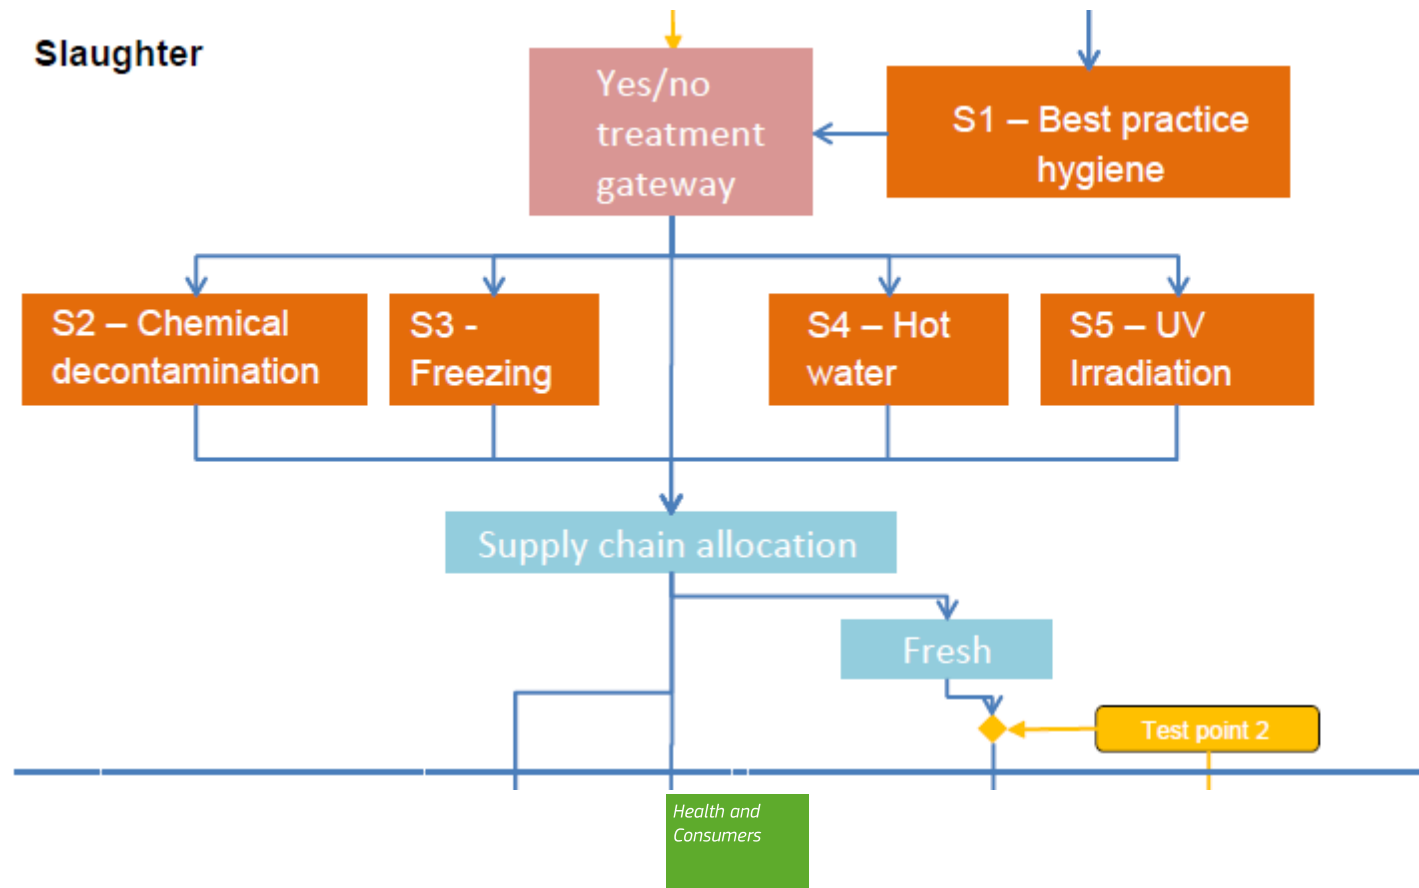 Slaughter
Yes/no
treatment
gateway
S1 – Best practice
hygiene
S2 – Chemical
decontamination
S3 -
Freezing
S4 – Hot
water
S5 – UV
Irradiation
Supply chain allocation
Fresh
Test point 2
Health and
Consumers